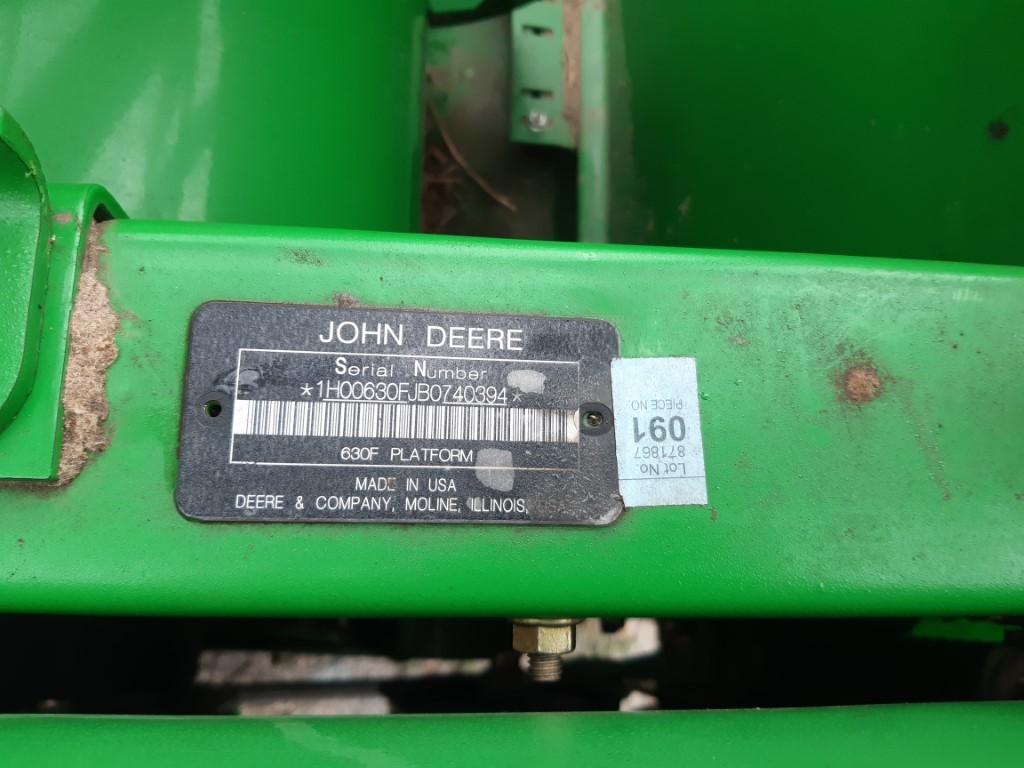 JOHN DEERE
Serial Number
*1H00630FJB0740394*
630F PLATFORM
MADE IN USA
DEERE & COMPANY, MOLINE, ILLINOIS, USA
Lot No.
871867
091
PIECE NO.